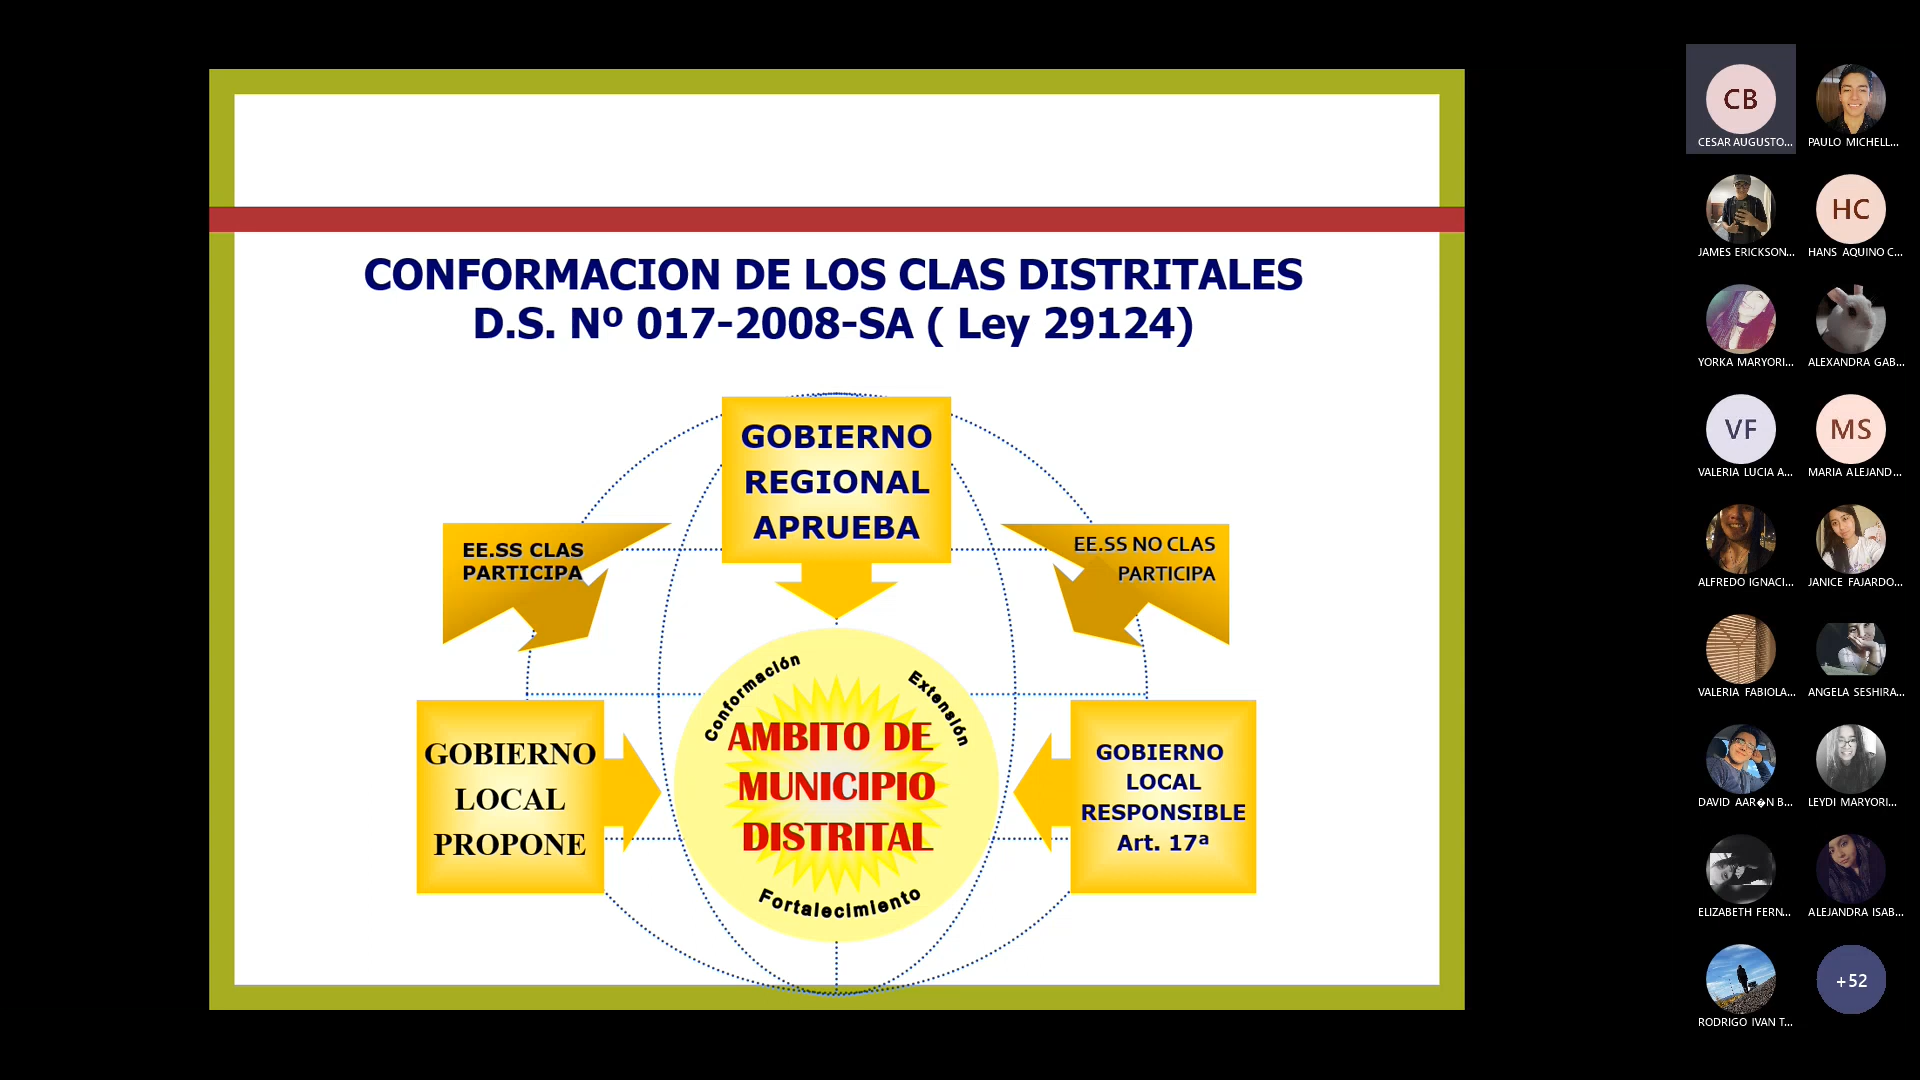 CONFORMACION DE LOS CLAS DISTRITALES
D.S. Nº 017-2008-SA ( Ley 29124)
GOBIERNO
REGIONAL
APRUEBA
EE.SS CLAS
PARTICIPA
EE.SS NO CLAS
PARTICIPA
Conformación
Extensión
AMBITO DE
MUNICIPIO
DISTRITAL
Fortalecimiento
GOBIERNO
LOCAL
PROPONE
GOBIERNO
LOCAL
RESPONSIBLE
Art. 17ª
CB
CESAR AUGUSTO...
PAULO MICHELL...
JAMES ERICKSON...
HC
HANS AQUINO C...
YORKA MARYORI...
ALEXANDRA GAB...
VF
VALERIA LUCIA A...
MS
MARIA ALEJAND...
ALFREDO IGNACI...
JANICE FAJARDO...
VALERIA FABIOLA...
ANGELA SESHIRA...
DAVID AAR�N B...
LEYDI MARYORI...
ELIZABETH FERN...
ALEJANDRA ISAB...
RODRIGO IVAN T...
+52